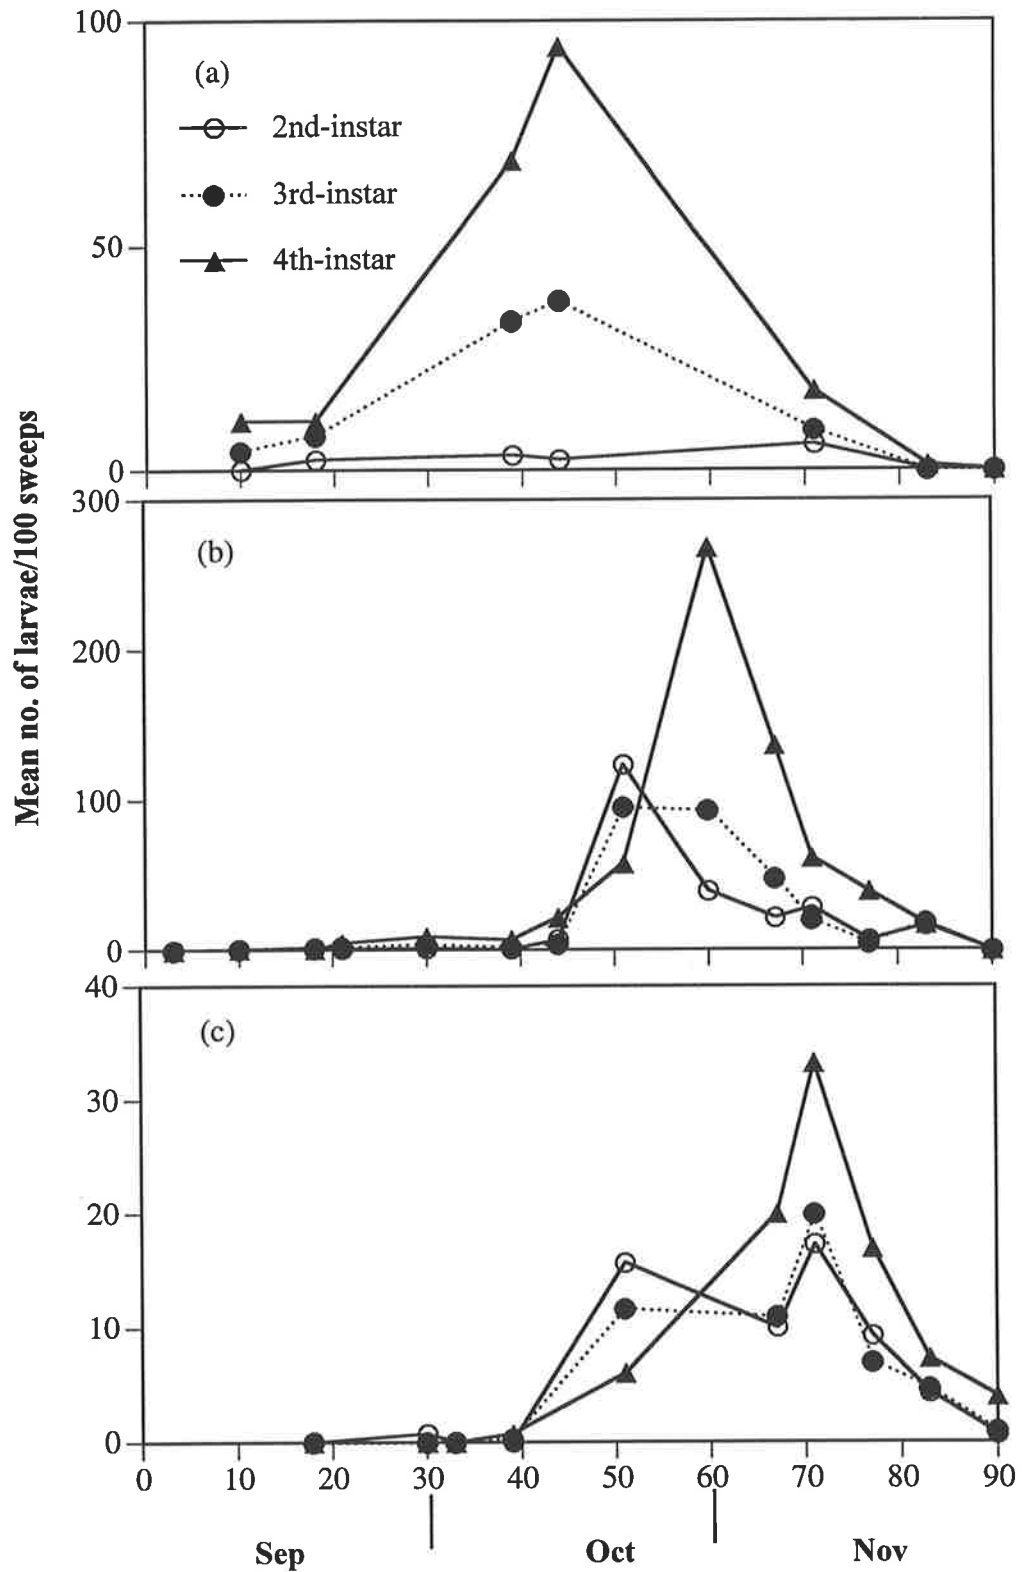 100
(a)
2nd-instar
3rd-instar
50
4th-instar
0
Mean no. of larvae/100 sweeps
300
(b)
200
100
0
40
(c)
30
20
10
0
0 10 20 30 40 50 60 70 80 90
Sep Oct Nov